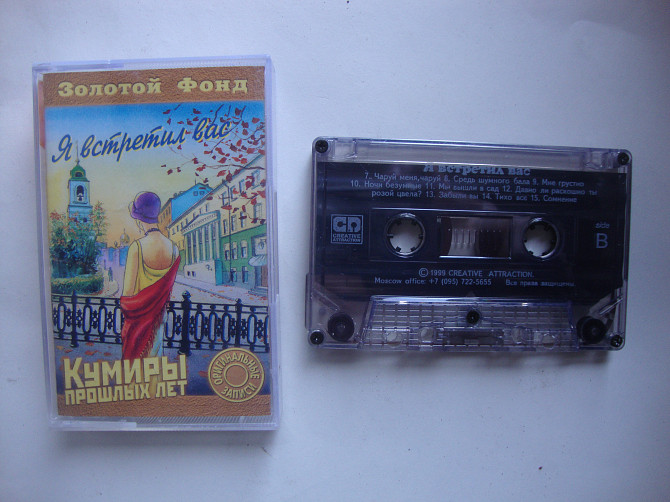 Золотой Фонд
Я встретил вас
Кумиры
прошлых лет
ОРИГИНАЛЬНЫЕ
ЗАПИСИ
Я встретил вас
7. Чаруй меня,чаруй 8. Средь шумного бала 9. Мне грустно
10. Ночи безумные 11. Мы вышли в сад 12. Давно ли роскошно ты
розой цвела? 13. Забыли вы 14. Тихо все 15. Сомнение
CREATIVE
ATTRACTION
SIDE
B
© 1999 CREATIVE ATTRACTION.
Moscow office: +7 (095) 722-5655 Все права защищены.